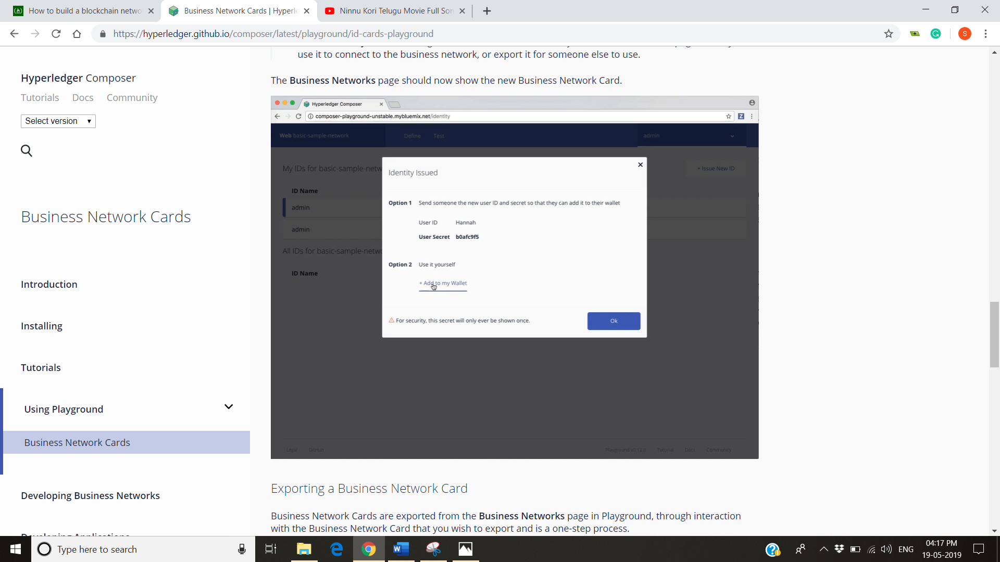 How to build a blockchain netwo
Business Network Cards | Hyperle
Ninnu Kori Telugu Movie Full Son
https://hyperledger.github.io/composer/latest/playground/id-cards-playground
S
Hyperledger Composer
Tutorials Docs Community
Select version
Business Network Cards
Introduction
Installing
Tutorials
Using Playground
Business Network Cards
Developing Business Networks
Developing Applications
use it to connect to the business network, or export it for someone else to use.
The Business Networks page should now show the new Business Network Card.
Hyperledger Composer
composer-playground-unstable.mybluemix.net/identity
Z
Web basic-sample-network Define Test admin
My IDs for basic-sample-netw
+ Issue New ID
ID Name
admin
admin
All IDs for basic-sample-netwo
ID Name
Identity Issued
Option 1 Send someone the new user ID and secret so that they can add it to their wallet
User ID Hannah
User Secret b0afc9f5
Option 2 Use it yourself
+ Add to my Wallet
For security, this secret will only ever be shown once.
Ok
Legal GitHub Playground v0.12.0 Tutorial Docs Community
Exporting a Business Network Card
Business Network Cards are exported from the Business Networks page in Playground, through interaction
with the Business Network Card that you wish to export and is a one-step process.
Type here to search
ENG
04:17 PM
19-05-2019